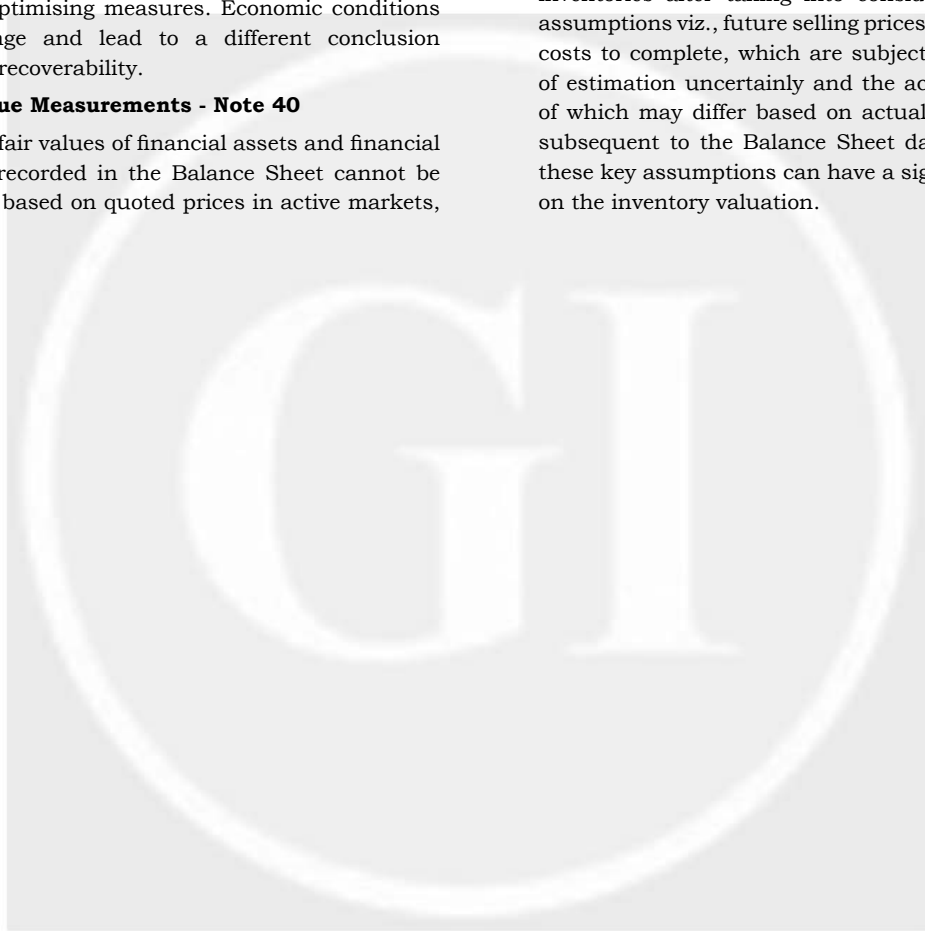 ptimising measures. Economic conditions
nge and lead to a different conclusion
recoverability.
ue Measurements - Note 40
fair values of financial assets and financial
recorded in the Balance Sheet cannot be
based on quoted prices in active markets,
assumptions viz., future selling prices
costs to complete, which are subject
of estimation uncertainly and the ac
of which may differ based on actual
subsequent to the Balance Sheet da
these key assumptions can have a sig
on the inventory valuation.
GI